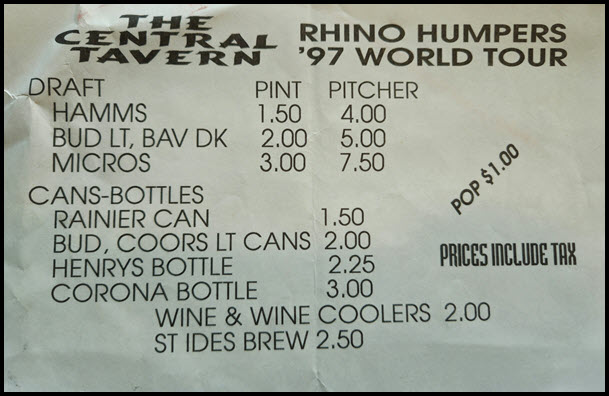 THE
CENTRAL
TAVERN
RHINO HUMPERS
'97 WORLD TOUR
DRAFT PINT PITCHER
HAMMS 1.50 4.00
BUD LT, BAV DK 2.00 5.00
MICROS 3.00 7.50
POP $1.00
CANS-BOTTLES
RAINIER CAN 1.50
BUD, COORS LT CANS 2.00
HENRYS BOTTLE 2.25
PRICES INCLUDE TAX
CORONA BOTTLE 3.00
WINE & WINE COOLERS 2.00
ST IDES BREW 2.50